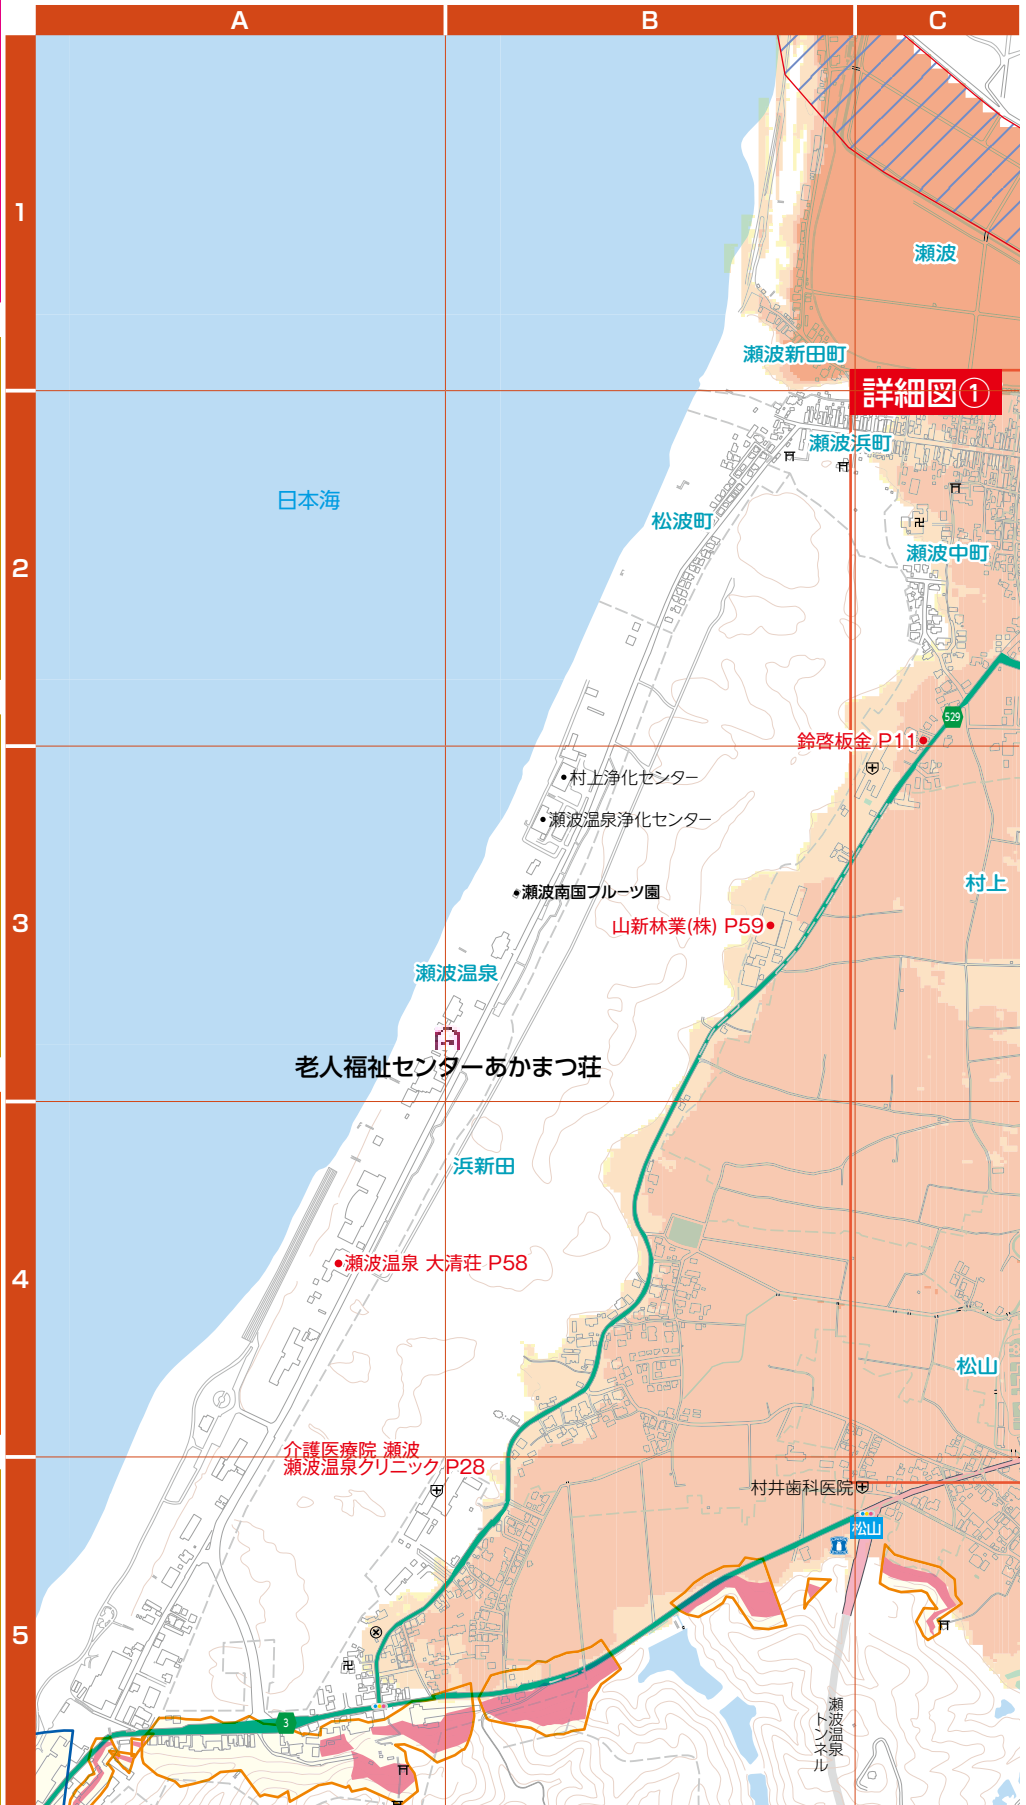 A
B
C
1
瀬波
瀬波新田町
詳細図①
瀬波浜町
日本海
松波町
2
瀬波中町
529
鈴啓板金 P11
村上浄化センター
瀬波温泉浄化センター
村上
瀬波南国フルーツ園
3
山新林業(株) P59
瀬波温泉
老人福祉センターあかまつ荘
浜新田
瀬波温泉 大清荘 P58
4
松山
介護医療院 瀬波
瀬波温泉クリニック P28
村井歯科医院
松山
5
3
瀬波温泉
トンネル